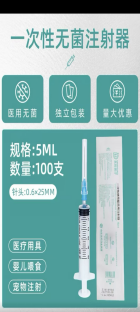 一次性无菌注射器
医用无菌
独立包装
量大优惠
规格:5ML
数量:100支
针头:0.6*25MM
医疗用具
婴儿喂食
宠物注射